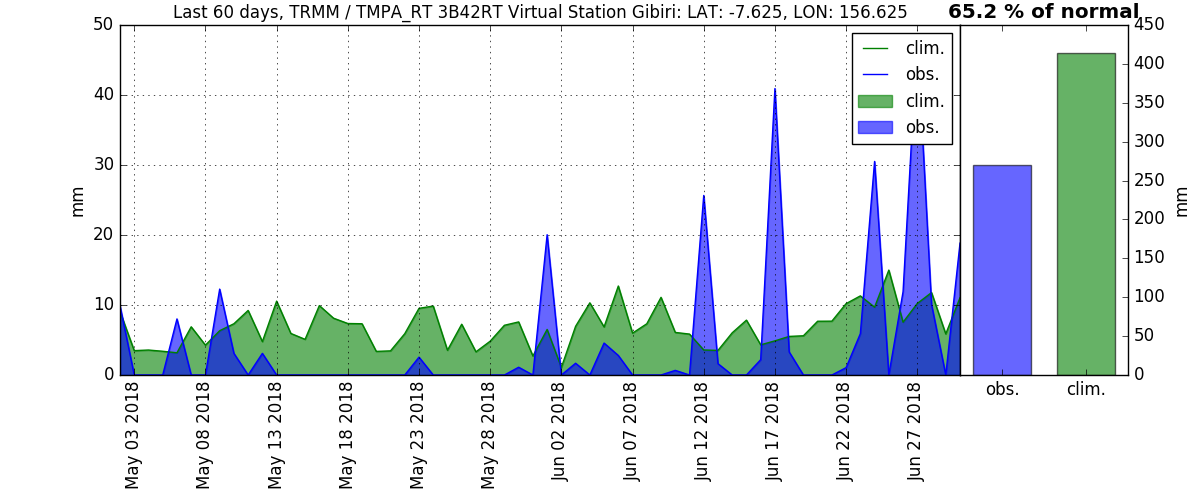 Last 60 days, TRMM / TMPA_RT 3B42RT Virtual Station Gibiri: LAT: -7.625, LON: 156.625
65.2 % of normal
50
40
30
20
10
0
mm
clim.
obs.
clim.
obs.
450
400
350
300
250
200
150
100
50
0
mm
obs.
clim.
May 03 2018
May 08 2018
May 13 2018
May 18 2018
May 23 2018
May 28 2018
Jun 02 2018
Jun 07 2018
Jun 12 2018
Jun 17 2018
Jun 22 2018
Jun 27 2018